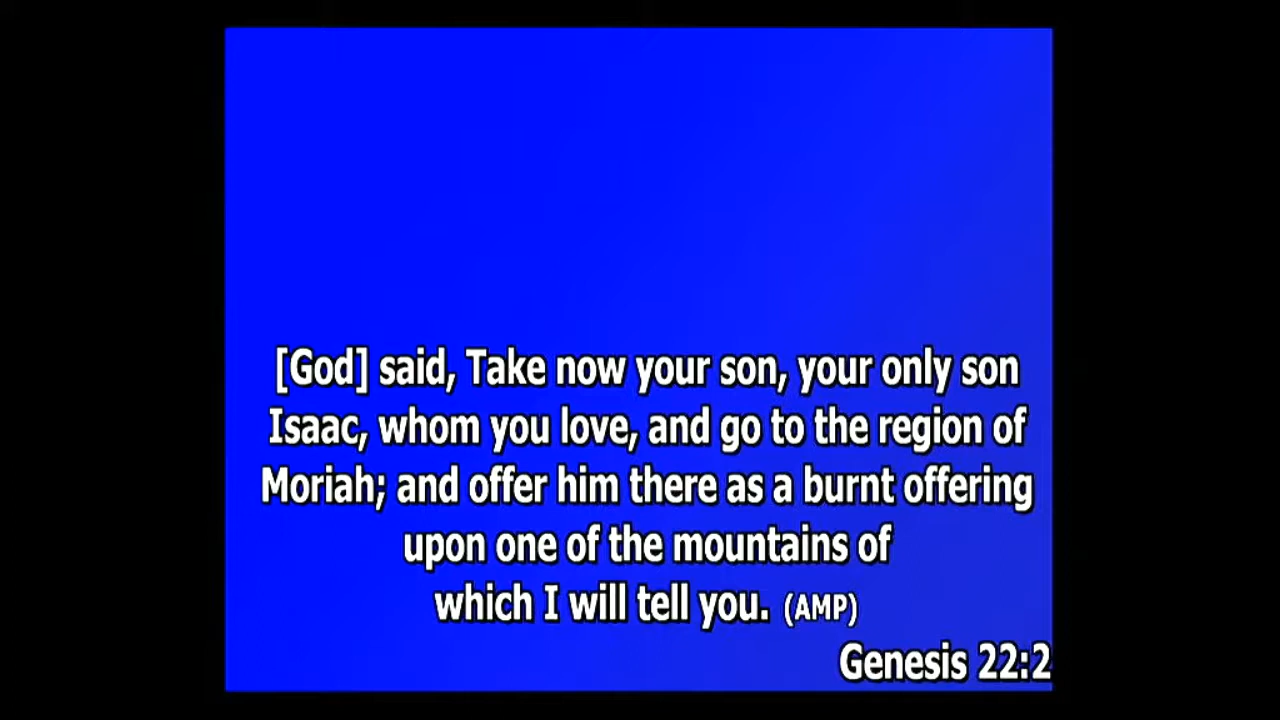 [God] said, Take now your son, your only son
Isaac, whom you love, and go to the region of
Moriah; and offer him there as a burnt offering
upon one of the mountains of
which I will tell you. (AMP)
Genesis 22:2